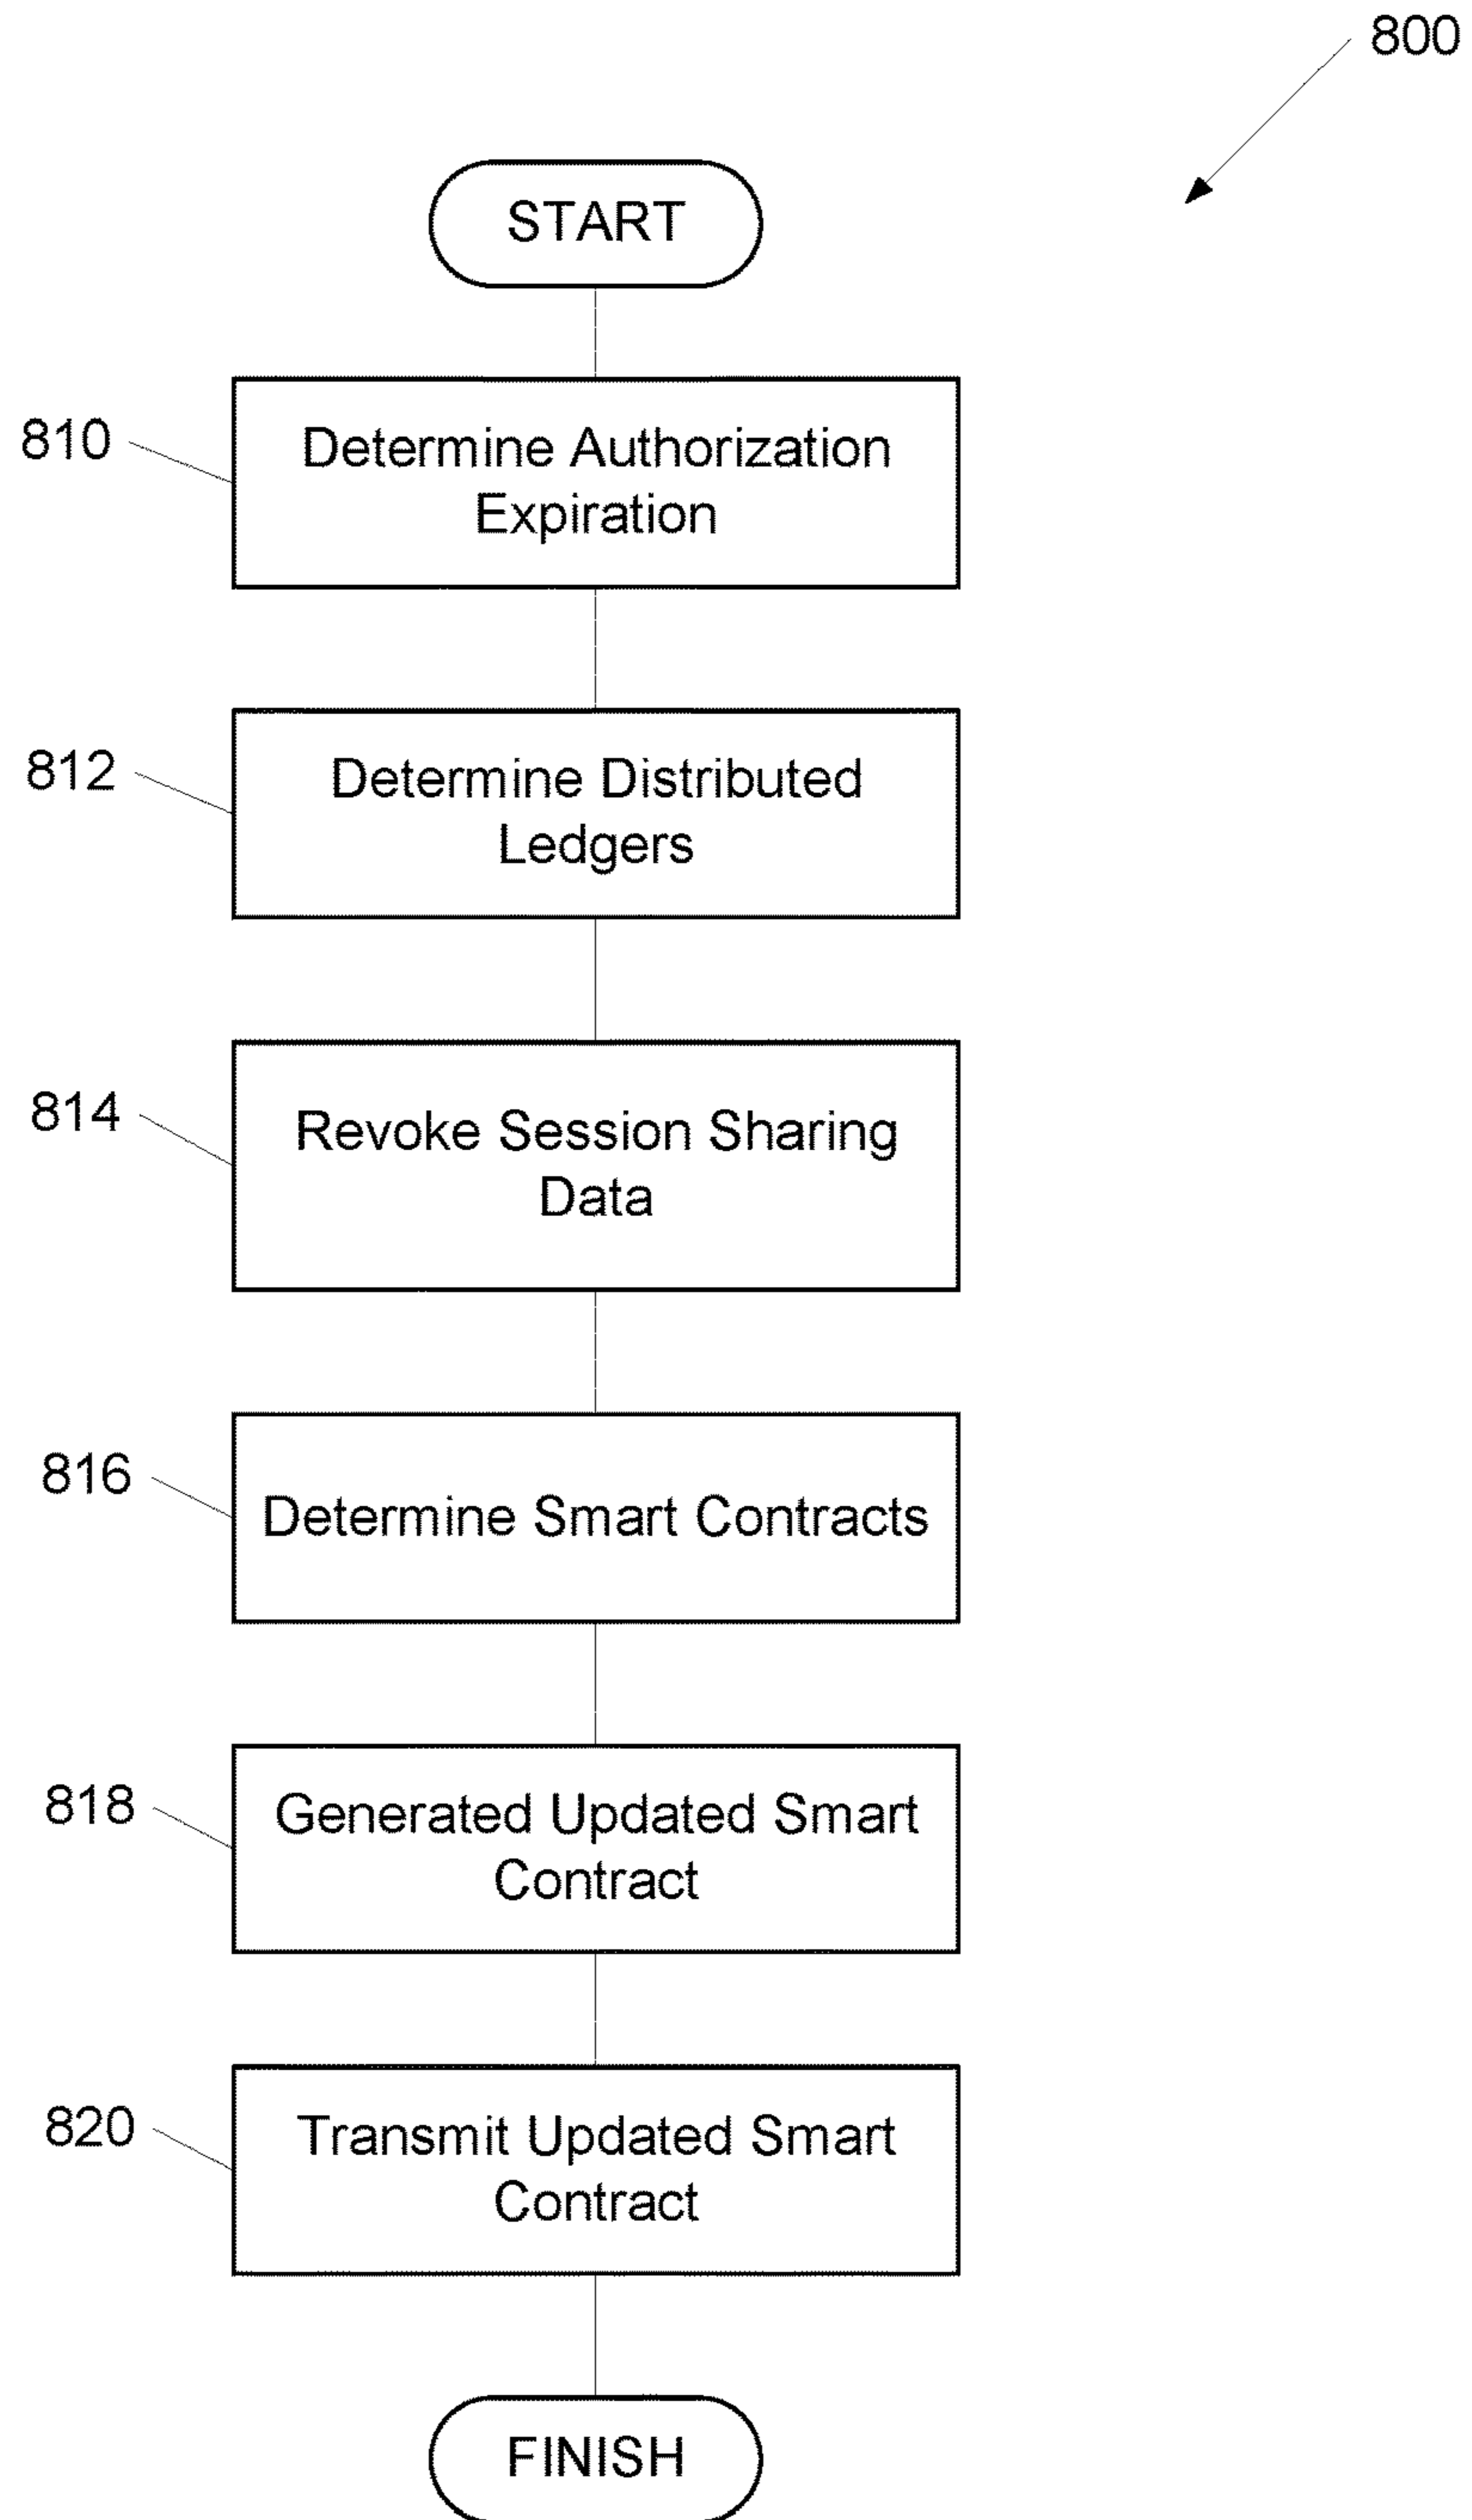 800
START
810
Determine Authorization
Expiration
812
Determine Distributed
Ledgers
814
Revoke Session Sharing
Data
816
Determine Smart Contracts
818
Generated Updated Smart
Contract
820
Transmit Updated Smart
Contract
FINISH